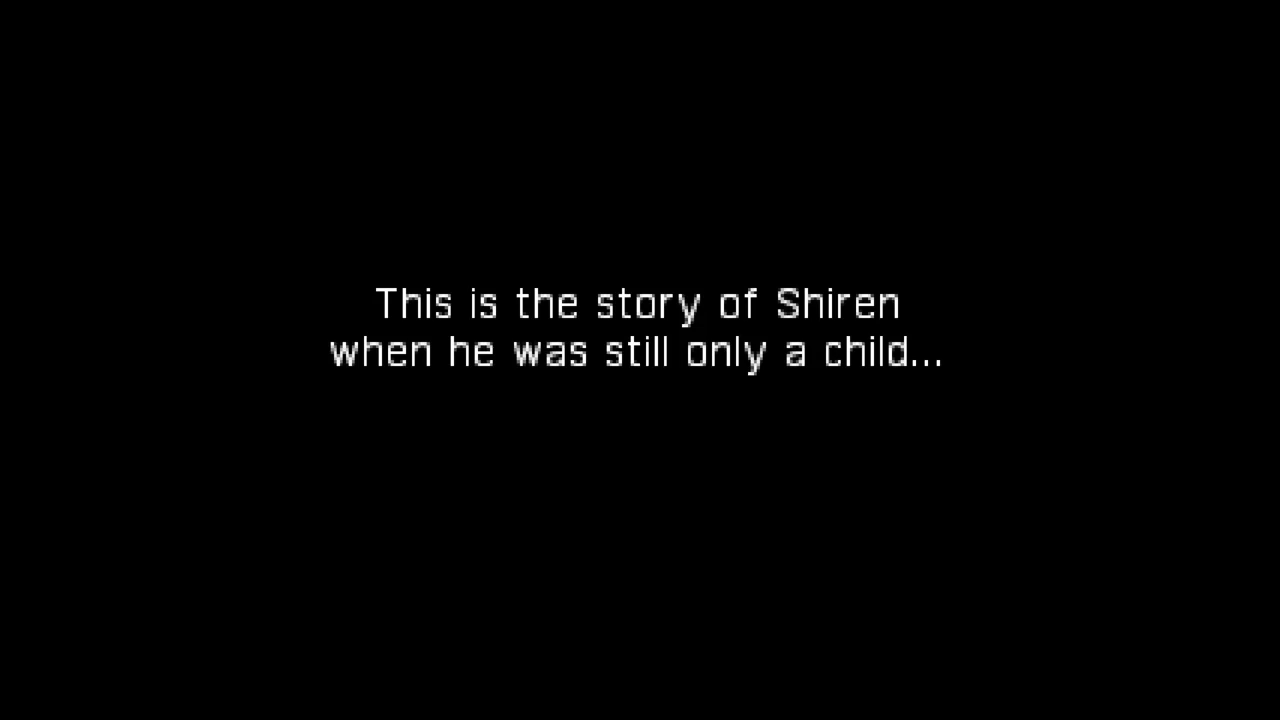 This is the story of Shiren
when he was still only a child...